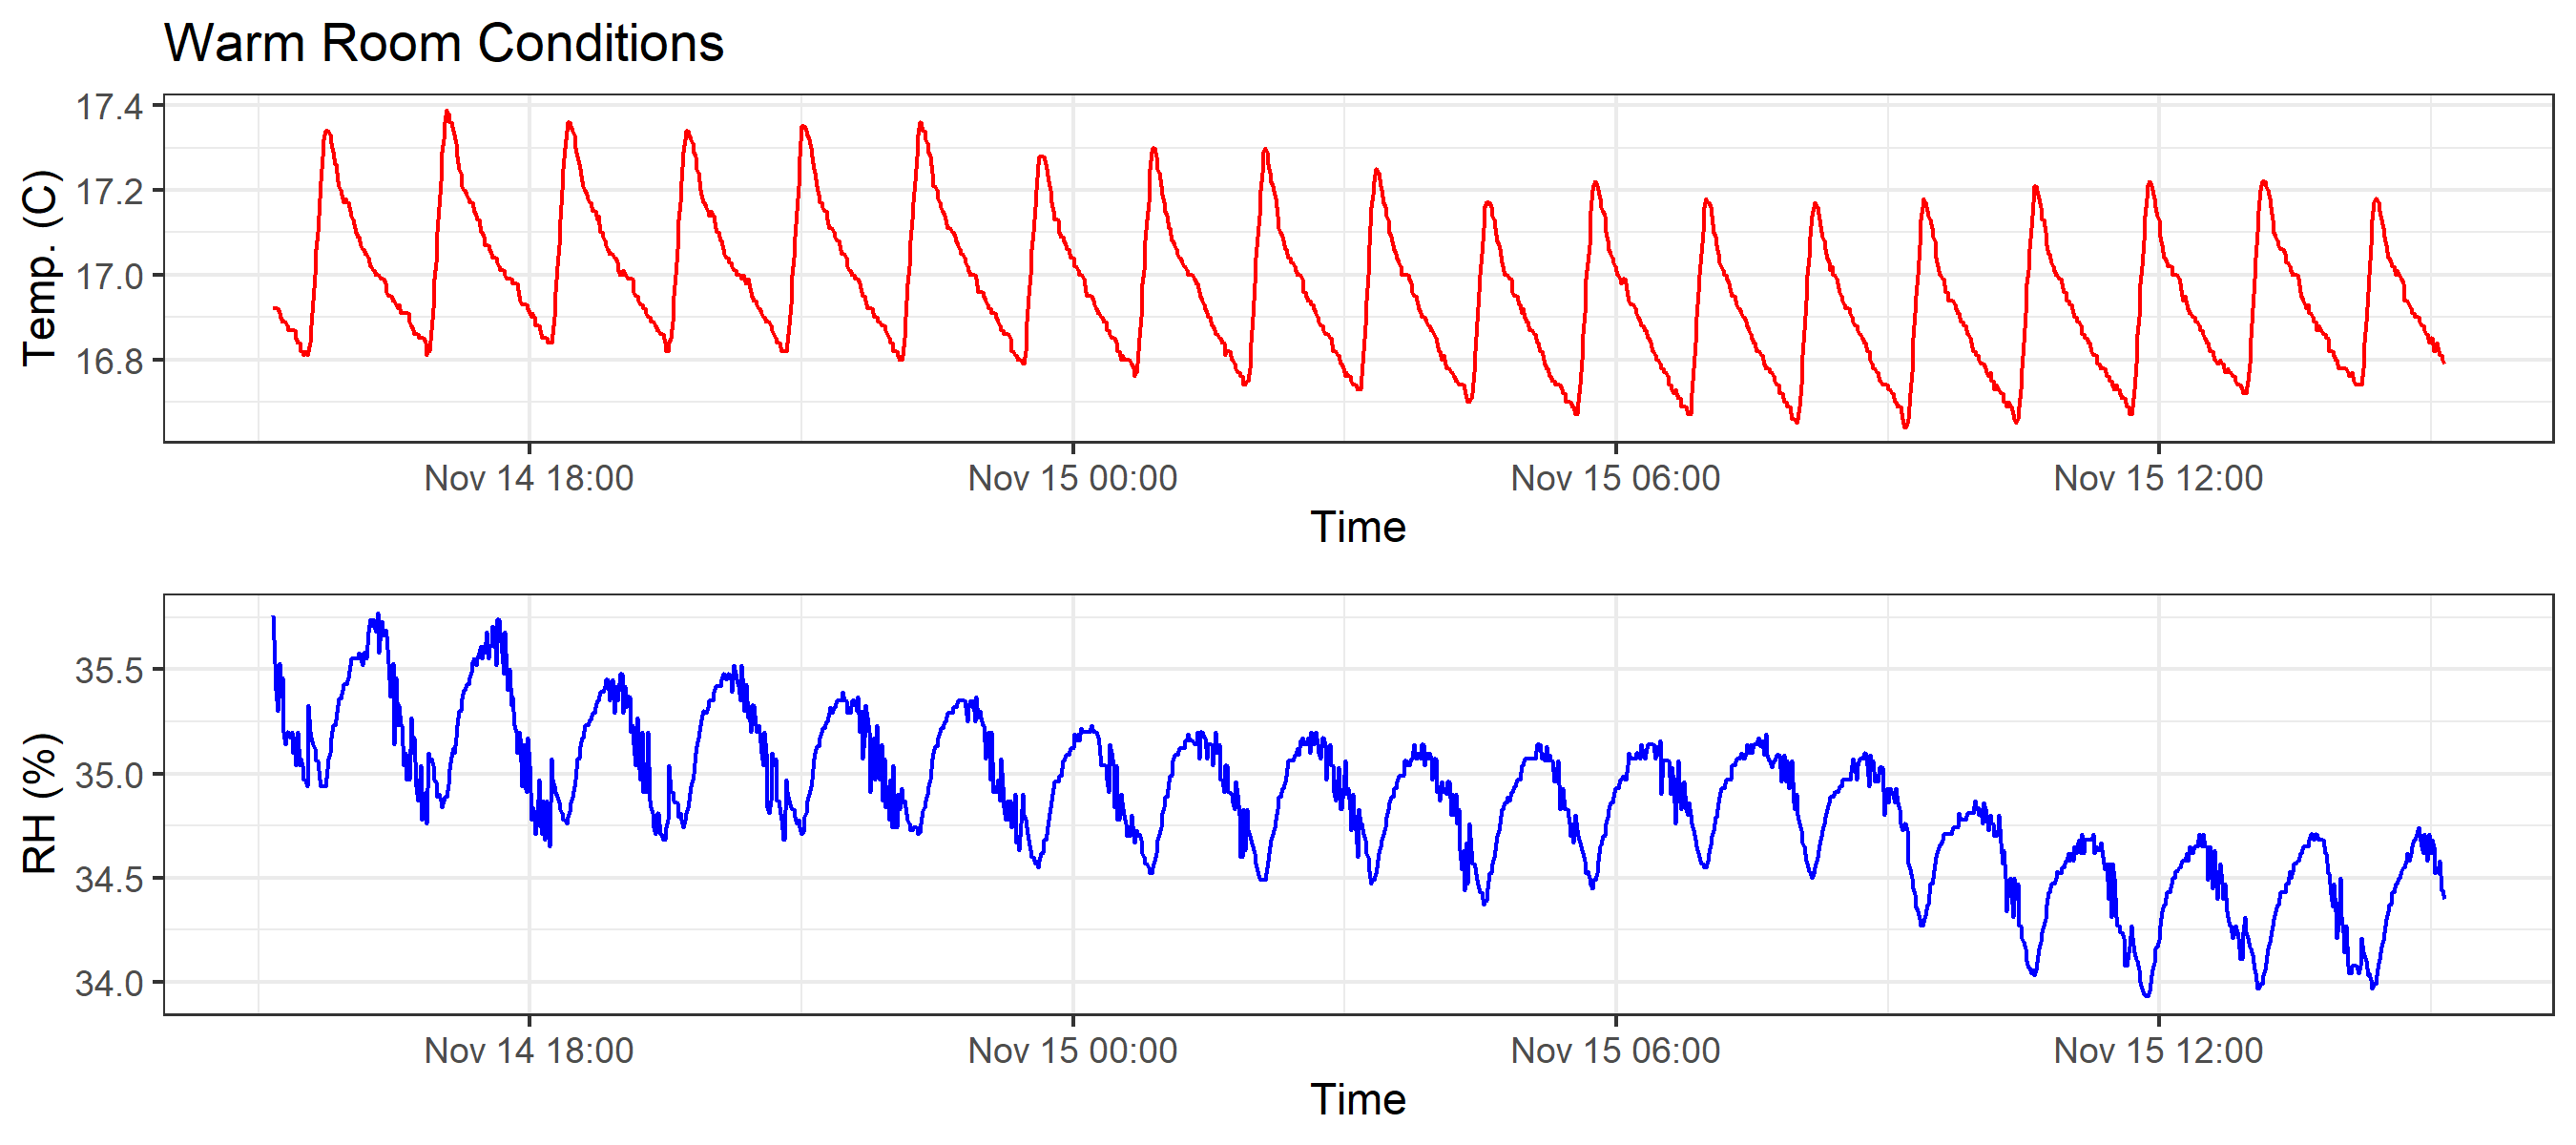 Warm Room Conditions
17.4
17.2
17.0
16.8
Temp. (C)
Nov 14 18:00 Nov 15 00:00 Nov 15 06:00 Nov 15 12:00
Time
35.5
35.0
34.5
34.0
RH (%)
Nov 14 18:00 Nov 15 00:00 Nov 15 06:00 Nov 15 12:00
Time